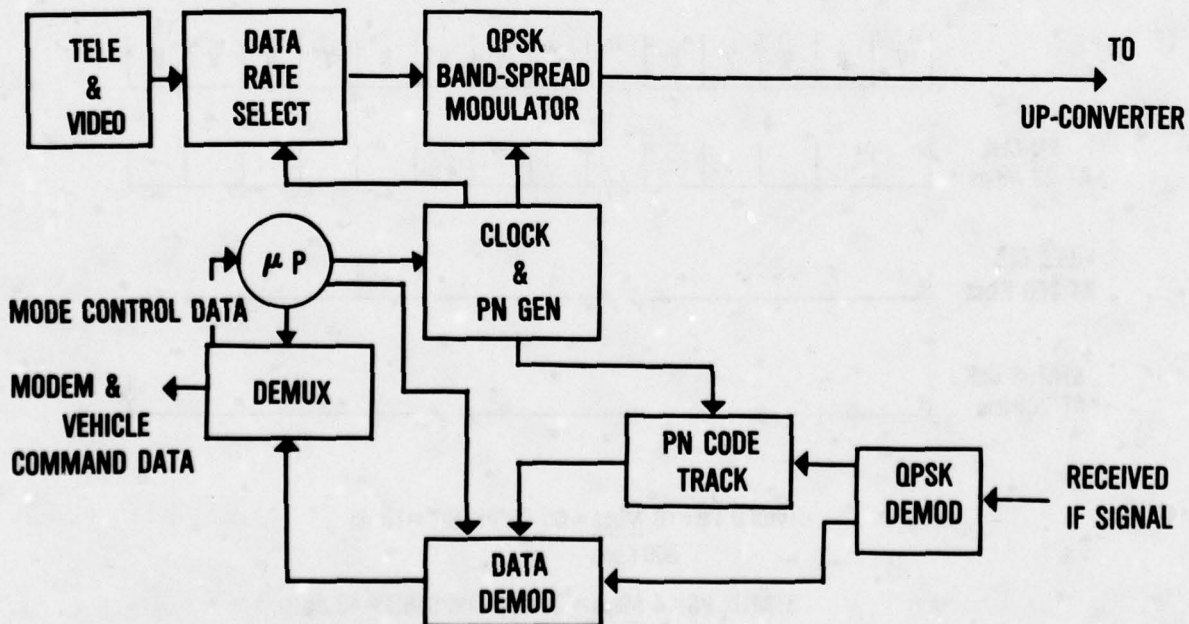 TELE
&
VIDEO
DATA
RATE
SELECT
QPSK
BAND-SPREAD
MODULATOR
TO
UP-CONVERTER
μ P
CLOCK
&
PN GEN
MODE CONTROL DATA
DEMUX
MODEM &
VEHICLE
COMMAND DATA
PN CODE
TRACK
QPSK
DEMOD
RECEIVED
IF SIGNAL
DATA
DEMOD